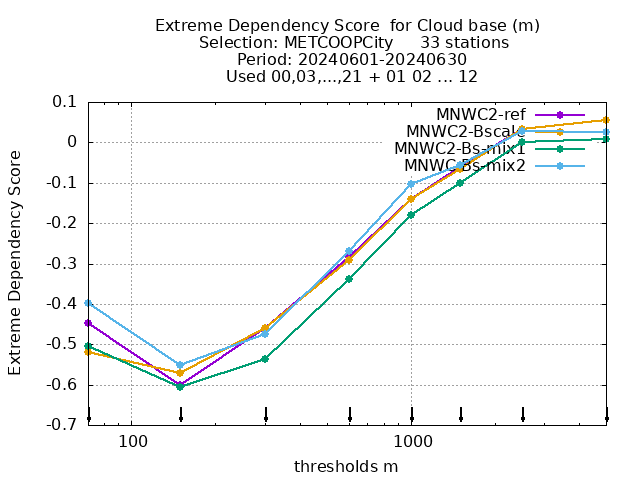 Extreme Dependency Score  for Cloud base (m)
Selection: METCOOPCity     33 stations
Period: 20240601-20240630
Used 00,03,...,21 + 01 02 ... 12
MNWC2-ref
MNWC2-Bscale
MNWC2-Bs-mix1
MNWC-Bs-mix2
0.1
0
-0.1
-0.2
-0.3
-0.4
-0.5
-0.6
-0.7
Extreme Dependency Score
100
1000
thresholds m